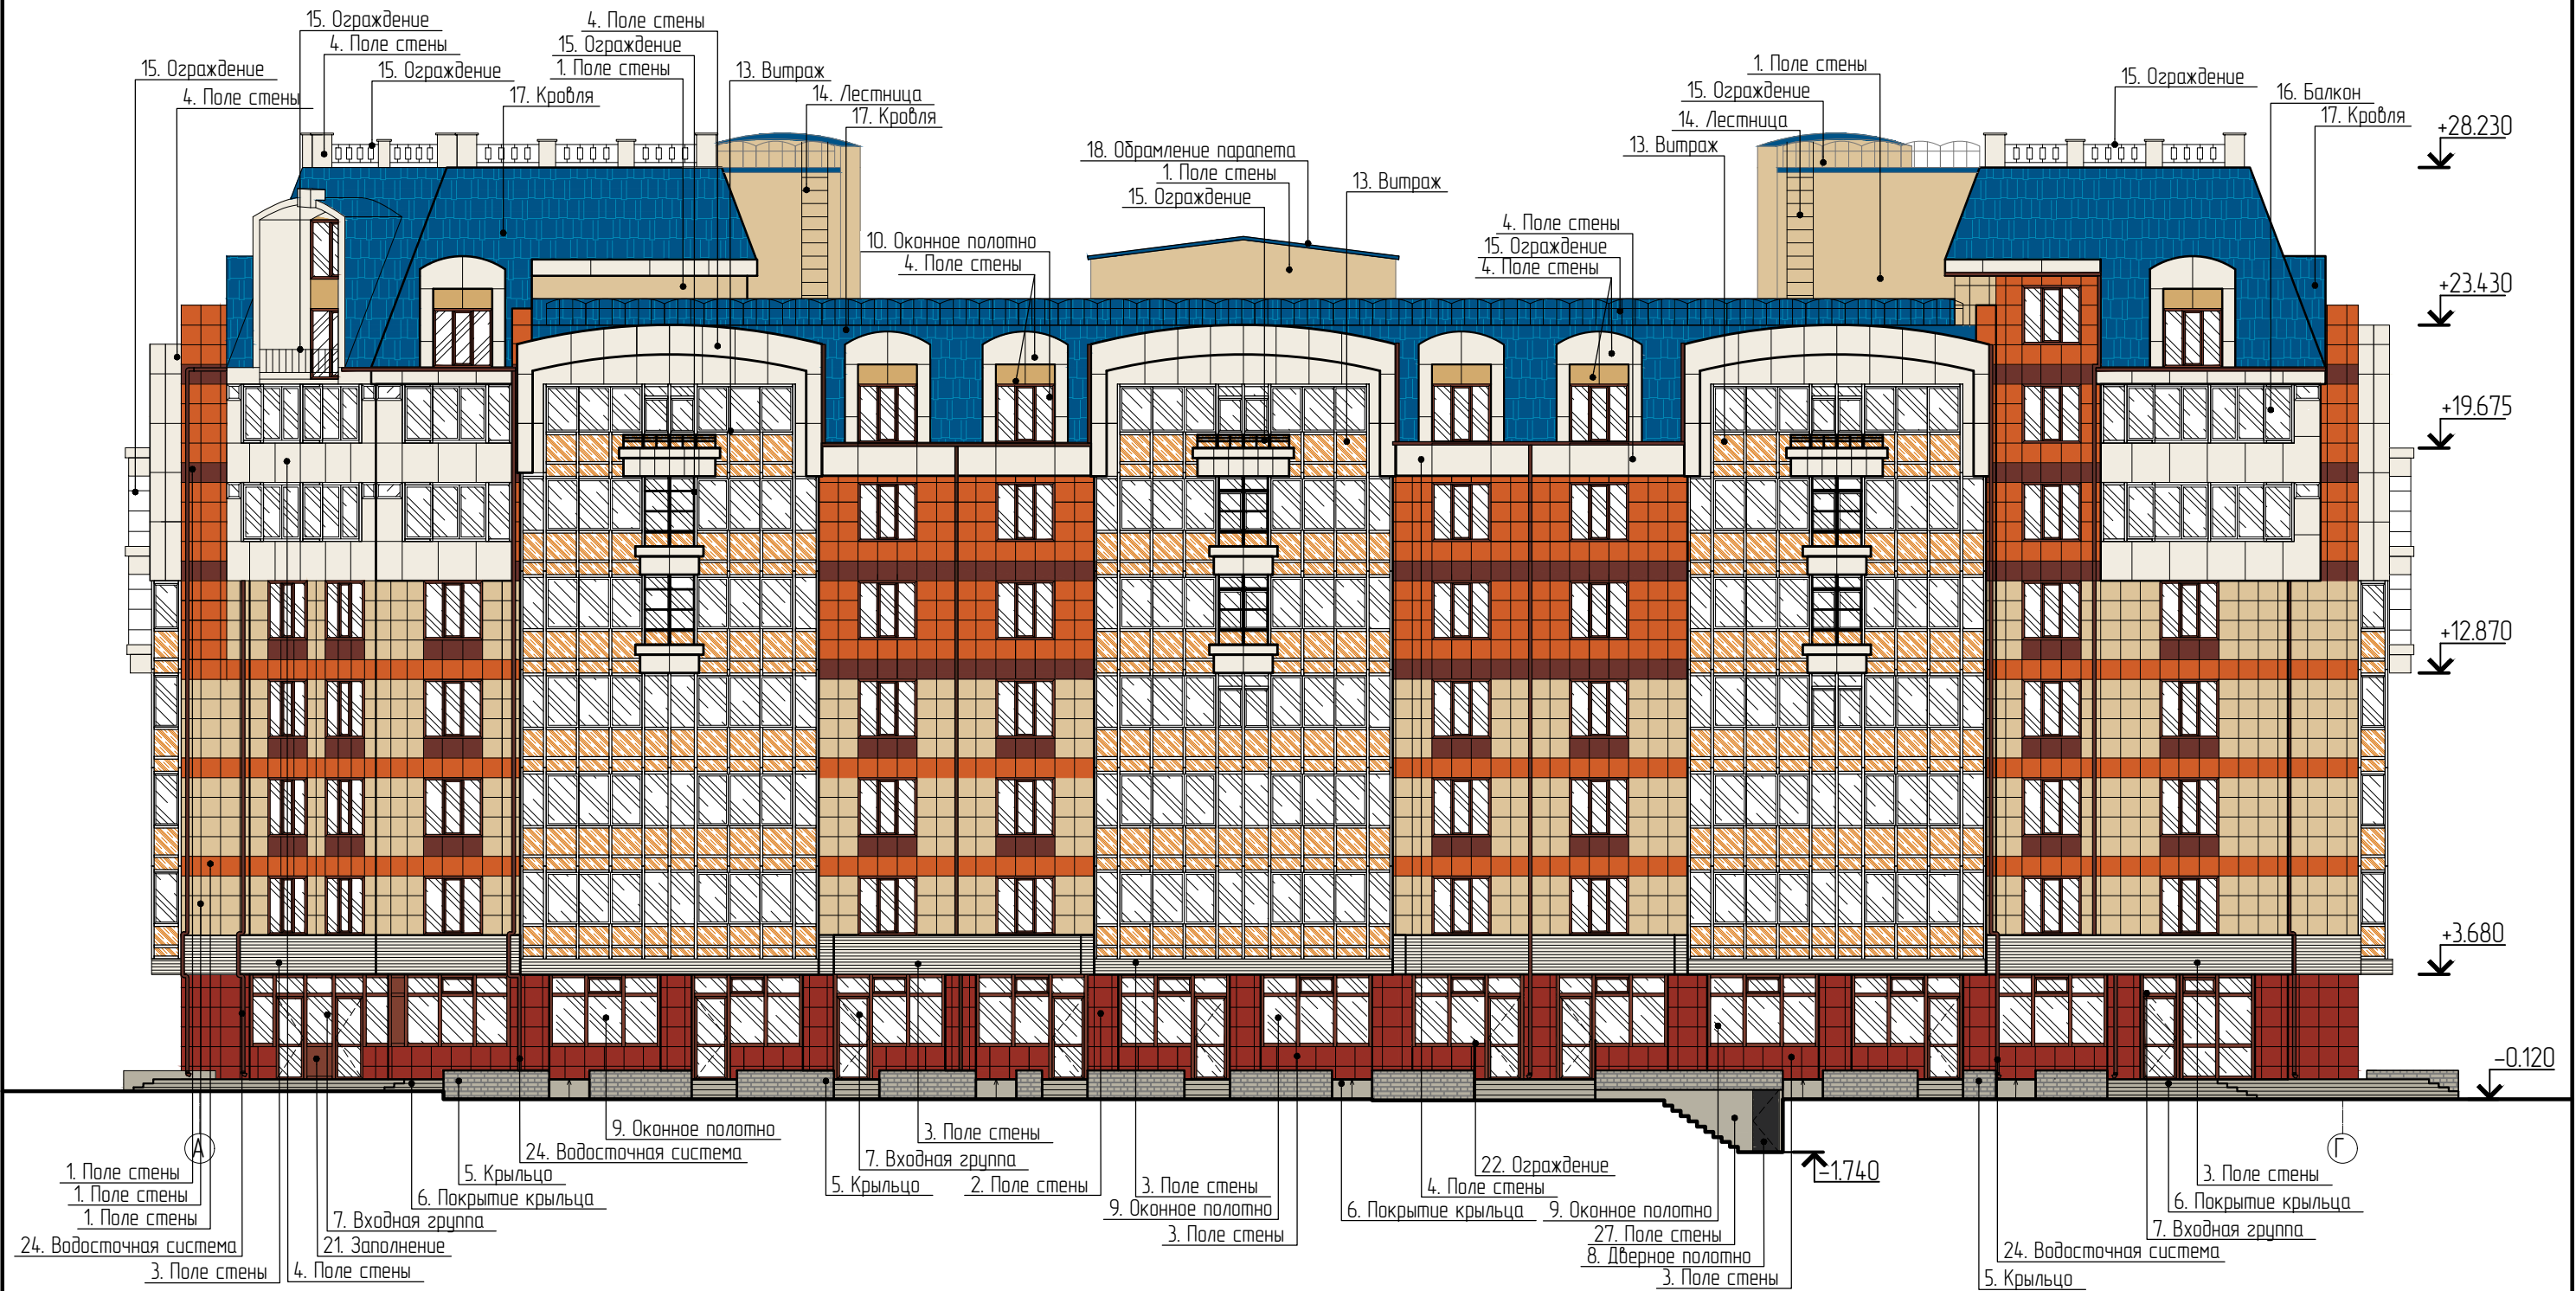 15. Ограждение
4. Поле стены
4. Поле стены
15. Ограждение
15. Ограждение
15. Ограждение
1. Поле стены
13. Витраж
4. Поле стены
17. Кровля
14. Лестница
17. Кровля
1. Поле стены
15. Ограждение
15. Ограждение
16. Балкон
14. Лестница
17. Кровля
+28.230
13. Витраж
18. Обрамление парапета
1. Поле стены
13. Витраж
15. Ограждение
10. Оконное полотно
4. Поле стены
4. Поле стены
15. Ограждение
4. Поле стены
+23.430
+19.675
+12.870
+3.680
-0.120
-1.740
А
Г
9. Оконное полотно
3. Поле стены
24. Водосточная система
7. Входная группа
22. Ограждение
1. Поле стены
5. Крыльцо
5. Крыльцо
2. Поле стены
3. Поле стены
4. Поле стены
3. Поле стены
1. Поле стены
6. Покрытие крыльца
9. Оконное полотно
6. Покрытие крыльца
9. Оконное полотно
6. Покрытие крыльца
1. Поле стены
7. Входная группа
3. Поле стены
27. Поле стены
7. Входная группа
24. Водосточная система
21. Заполнение
8. Дверное полотно
24. Водосточная система
3. Поле стены
4. Поле стены
3. Поле стены
5. Крыльцо